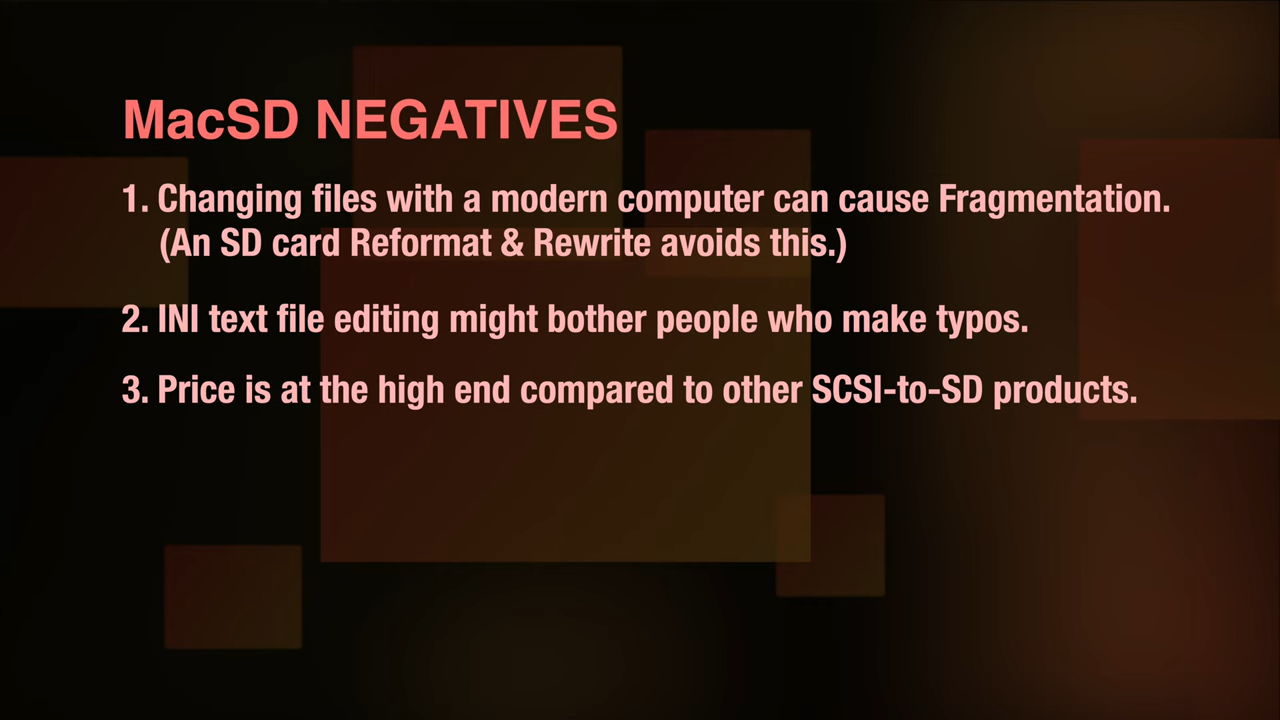 MacSD NEGATIVES
1. Changing files with a modern computer can cause Fragmentation.
(An SD card Reformat & Rewrite avoids this.)
2. INI text file editing might bother people who make typos.
3. Price is at the high end compared to other SCSI-to-SD products.